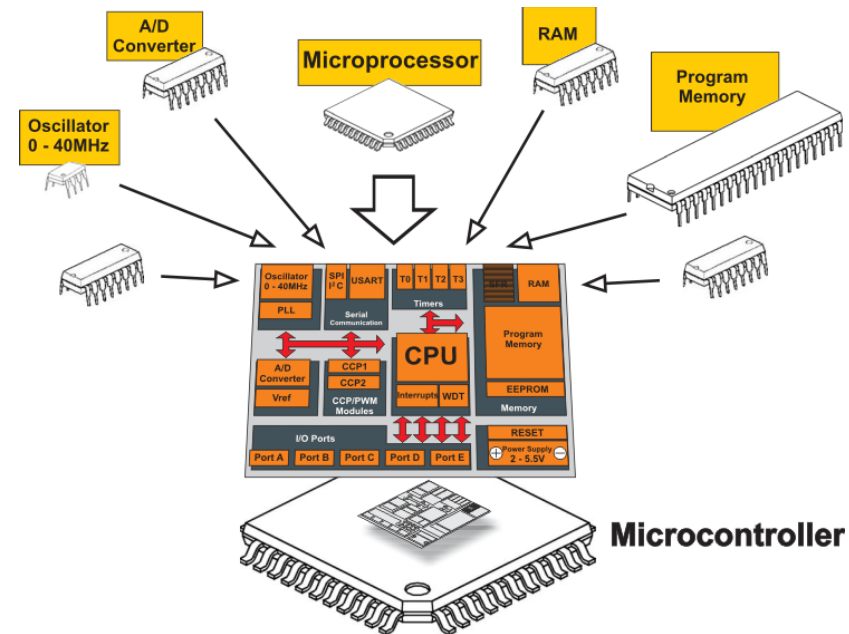 A/D
Converter
Microprocessor
RAM
Program
Memory
Oscillator
0 - 40MHz
Oscillator
0 - 40MHz
PLL
SPI
I²C
USART
Serial
Communication
T0 T1 T2 T3
Timers
SFR
RAM
Program
Memory
EEPROM
Memory
A/D
Converter
Vref
CCP1
CCP2
CCP/PWM
Modules
CPU
Interrupts
WDT
I/O Ports
Port A Port B Port C Port D Port E
RESET
+ Power Supply −
2 - 5.5V
Microcontroller